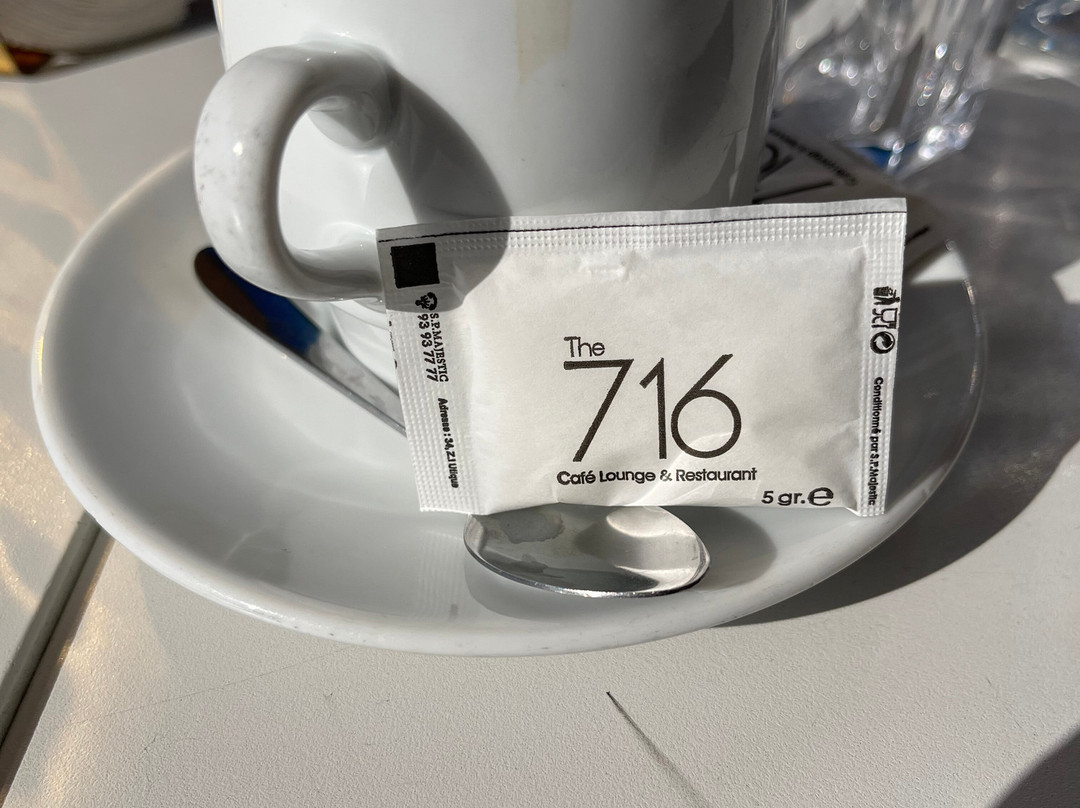 The
716
Café Lounge & Restaurant
5 gr.e
S.P.MAJESTIC
93 93 77 77
Adresse : 34, Z.I Utique
Conditionné par S.P.Majestic